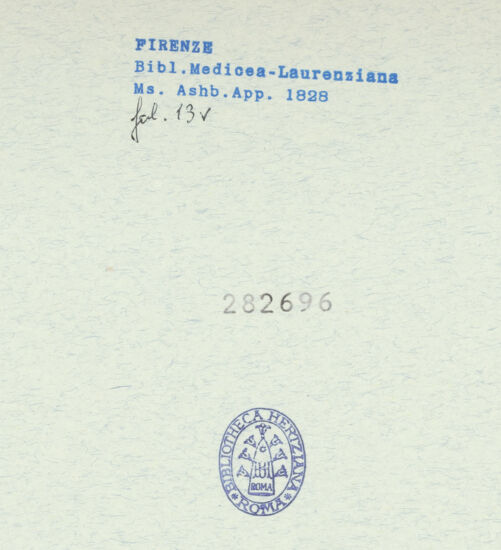 FIRENZE
Bibl.Medicea-Laurenziana
Ms. Ashb.App. 1828
fol. 13v
282696
BIBLIOTHECA HERTZIANA
ROMA
ROMA